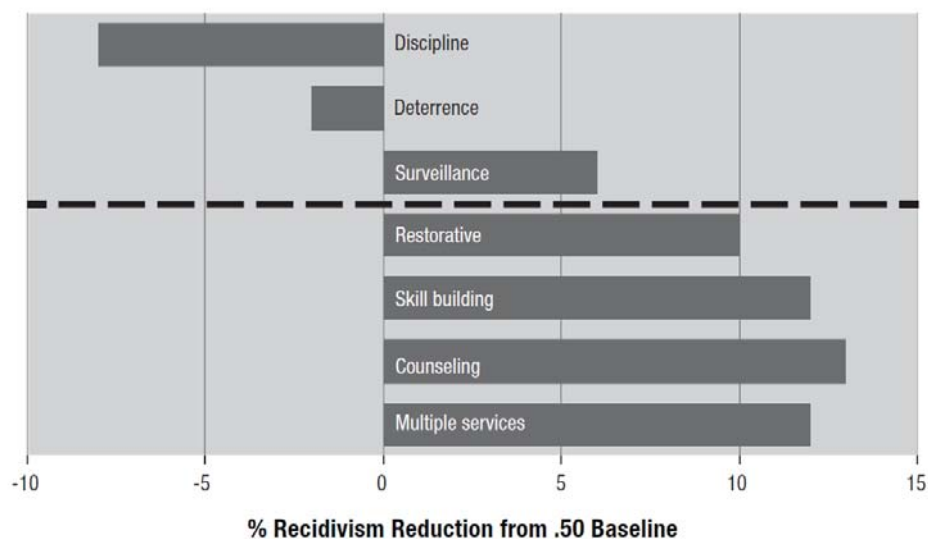 Discipline
Deterrence
Surveillance
Restorative
Skill building
Counseling
Multiple services
-10 -5 0 5 10 15
% Recidivism Reduction from .50 Baseline